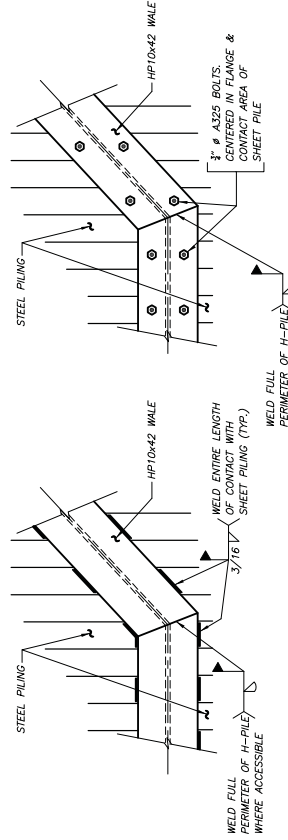 STEEL PILING
HP10x42 WALE
WELD ENTIRE LENGTH
OF CONTACT WITH
SHEET PILING (TYP.)
3/16
WELD FULL
PERIMETER OF H-PILE
WHERE ACCESSIBLE
STEEL PILING
HP10x42 WALE
¾" ø A325 BOLTS.
CENTERED IN FLANGE &
CONTACT AREA OF
SHEET PILE
WELD FULL
PERIMETER OF H-PILE